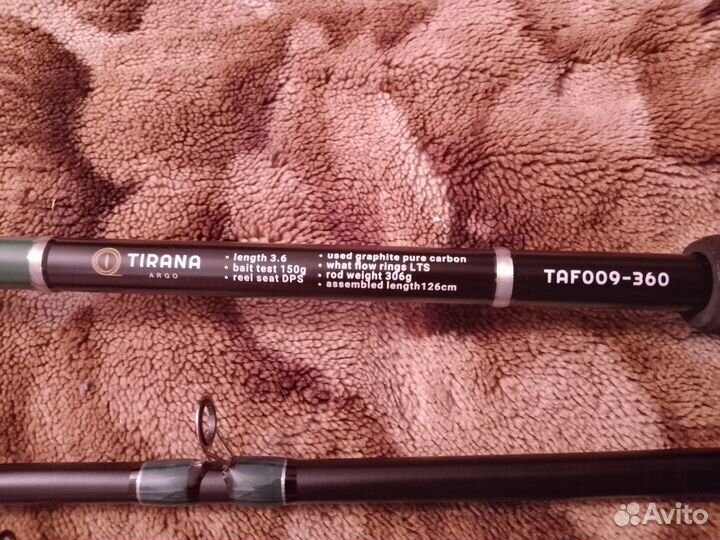 TIRANA
ARGO
• length 3.6
• bait test 150g
• reel seat DPS
• used graphite pure carbon
• what flow rings LTS
• rod weight 306g
• assembled length126cm
TAF009-360
Avito